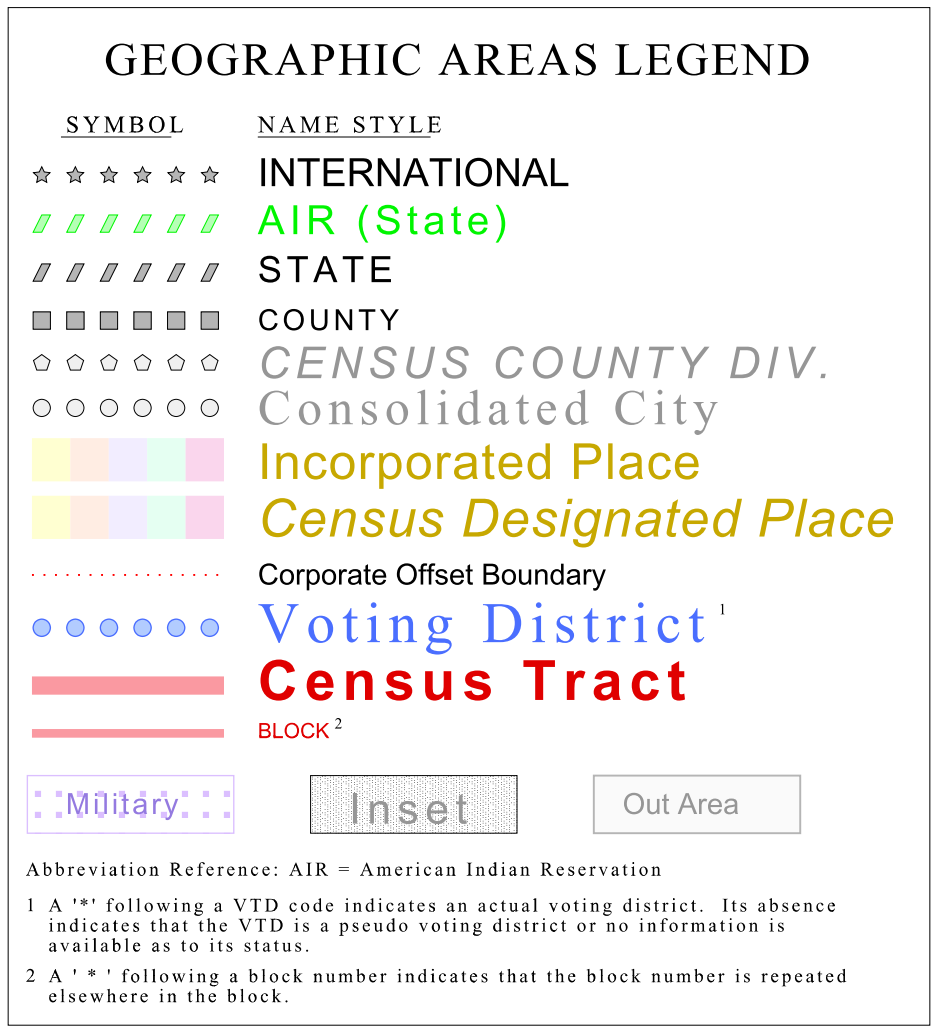 GEOGRAPHIC AREAS LEGEND
SYMBOL NAME STYLE
INTERNATIONAL
AIR (State)
STATE
COUNTY
CENSUS COUNTY DIV.
Consolidated City
Incorporated Place
Census Designated Place
Corporate Offset Boundary
Voting District 1
Census Tract
BLOCK 2
Military Inset Out Area
Abbreviation Reference: AIR = American Indian Reservation
1 A '*' following a VTD code indicates an actual voting district. Its absence
indicates that the VTD is a pseudo voting district or no information is
available as to its status.
2 A ' * ' following a block number indicates that the block number is repeated
elsewhere in the block.